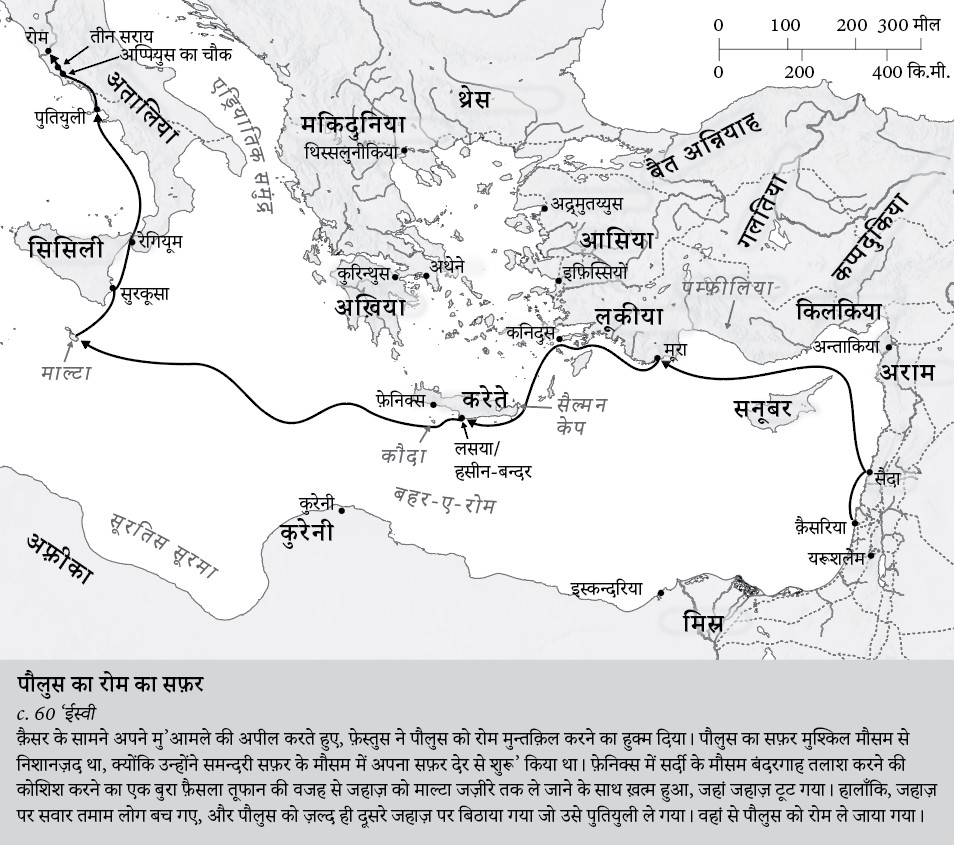 0 100 200 300 मील
0 200 400 कि.मी.
रोम
तीन सराय
अप्पियुस का चौक
अतालिया
पुतियुली
एड्रियातिक समुंद्र
थ्रेस
मकिदुनिया
थिस्सलुनीकिया
बैत अन्नियाह
अद्रमुतय्युस
गलतिया
कप्पदुकिया
आसिया
सिसिली
रेगियूम
सुरकूसा
कुरिन्थुस
अथेने
अख़िया
इफ़िस्सियों
पम्फ़ीलिया
किलकिया
लूकीया
कनिदुस
मूरा
अन्ताकिया
अराम
माल्टा
फ़ेनिक्स
करेते
सैल्मन
केप
सनूबर
कौदा
लसया/
हसीन-बन्दर
सैदा
बहर-ए-रोम
कुरेनी
कुरेनी
क़ैसरिया
यरूशलेम
सूरतिस सूरमा
अफ़्रीका
इस्कन्दरिया
मिस्र
पौलुस का रोम का सफ़र
c. 60 ‘ईस्वी
क़ैसर के सामने अपने मु’आमले की अपील करते हुए, फ़ेस्तुस ने पौलुस को रोम मुन्तक़िल करने का हुक्म दिया। पौलुस का सफ़र मुश्किल मौसम से
निशानज़द था, क्योंकि उन्होंने समन्दरी सफ़र के मौसम में अपना सफ़र देर से शुरू’ किया था। फ़ेनिक्स में सर्दी के मौसम बंदरगाह तलाश करने की
कोशिश करने का एक बुरा फ़ैसला तूफान की वजह से जहाज़ को माल्टा जज़ीरे तक ले जाने के साथ ख़त्म हुआ, जहां जहाज़ टूट गया। हालाँकि, जहाज़
पर सवार तमाम लोग बच गए, और पौलुस को ज़ल्द ही दूसरे जहाज़ पर बिठाया गया जो उसे पुतियुली ले गया। वहां से पौलुस को रोम ले जाया गया।